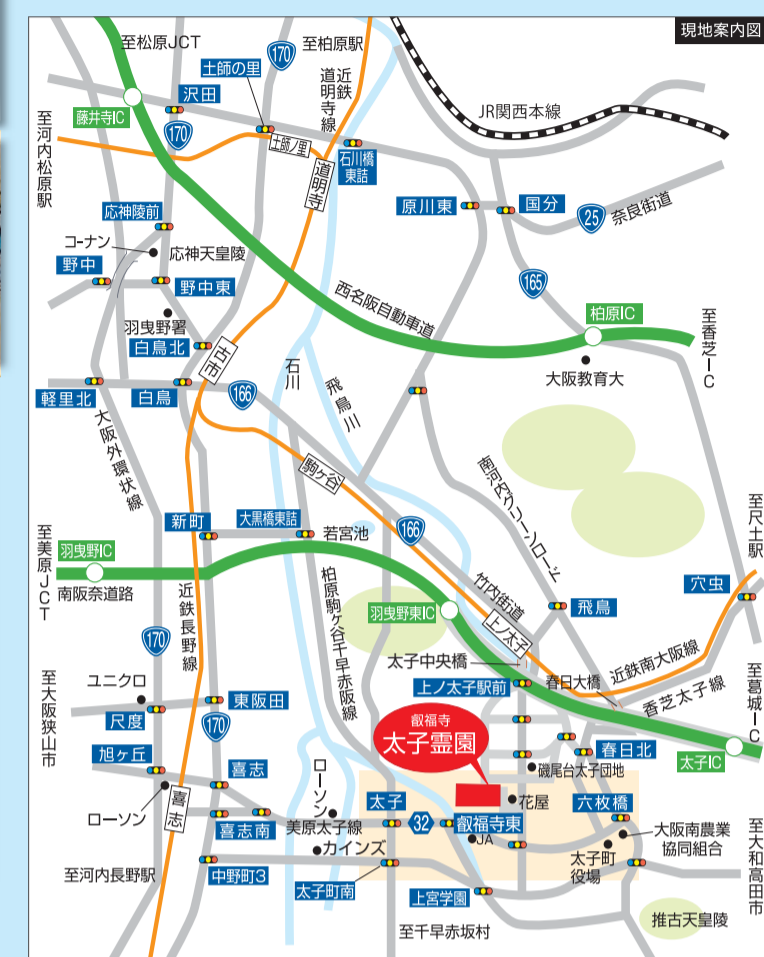 現地案内図
至松原JCT
至柏原駅
170
土師の里
近鉄
道明寺線
沢田
藤井寺IC
170
JR関西本線
至河内松原駅
土師ノ里
石川橋
東詰
道明寺
原川東
国分
25
奈良街道
応神陵前
コーナン
応神天皇陵
野中
野中東
165
西名阪自動車道
柏原IC
至香芝IC
羽曳野署
白鳥北
古市
石川
飛鳥川
大阪教育大
軽里北
白鳥
166
大阪外環状線
駒ヶ谷
南河内グリーンロード
新町
大黒橋東詰
若宮池
166
至尺土駅
至美原JCT
羽曳野IC
南阪奈道路
竹内街道
穴虫
柏原駒ヶ谷千早赤阪線
羽曳野東IC
上ノ太子
飛鳥
170
近鉄長野線
太子中央橋
近鉄南大阪線
至大阪狭山市
ユニクロ
上ノ太子駅前
春日大橋
香芝太子線
至葛城IC
尺度
東阪田
170
叡福寺
太子霊園
春日北
太子IC
旭ヶ丘
喜志
ローソン
磯尾台太子団地
ローソン
喜志
太子
花屋
六枚橋
喜志南
美原太子線
32
叡福寺東
JA
大阪南農業
協同組合
カインズ
太子町
役場
至大和高田市
至河内長野駅
中野町3
太子町南
上宮学園
至千早赤坂村
推古天皇陵